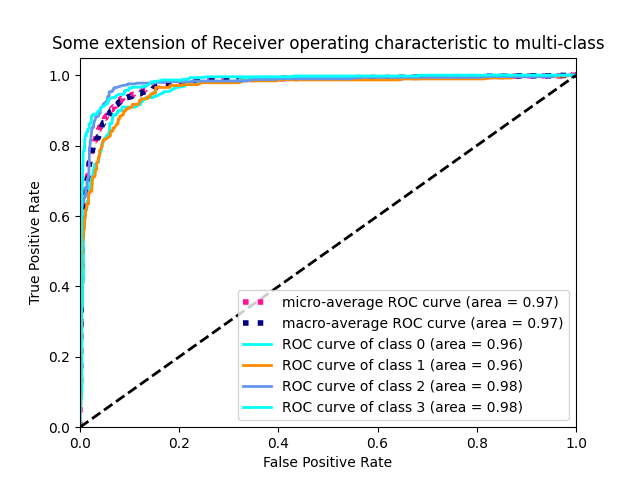 Some extension of Receiver operating characteristic to multi-class
1.0
0.8
0.6
0.4
0.2
0.0
True Positive Rate
micro-average ROC curve (area = 0.97)
macro-average ROC curve (area = 0.97)
ROC curve of class 0 (area = 0.96)
ROC curve of class 1 (area = 0.96)
ROC curve of class 2 (area = 0.98)
ROC curve of class 3 (area = 0.98)
0.0 0.2 0.4 0.6 0.8 1.0
False Positive Rate